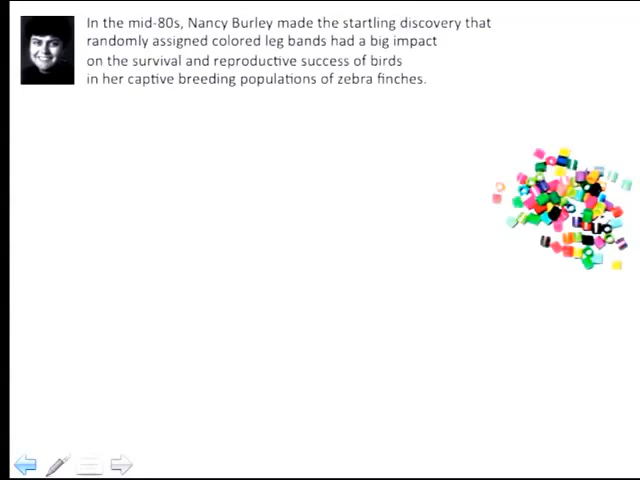 In the mid-80s, Nancy Burley made the startling discovery that
randomly assigned colored leg bands had a big impact
on the survival and reproductive success of birds
in her captive breeding populations of zebra finches.